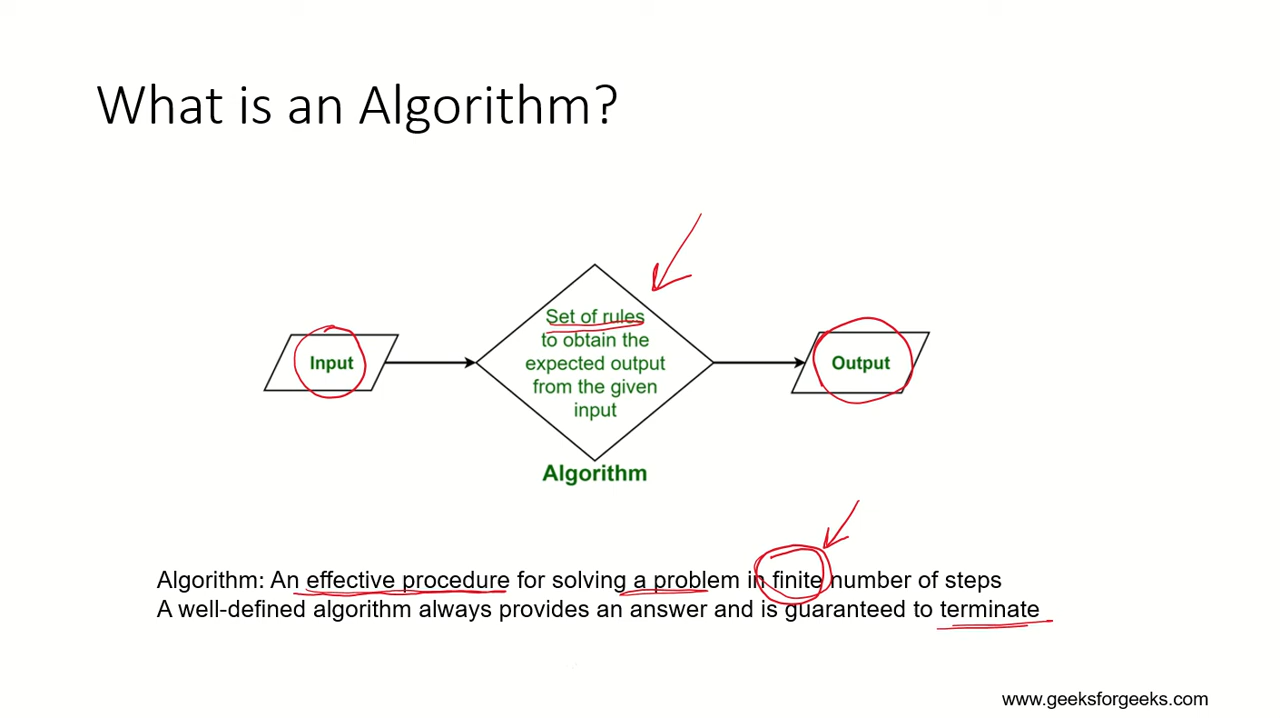 What is an Algorithm?
Set of rules
to obtain the
expected output
from the given
input
Input
Output
Algorithm
Algorithm: An effective procedure for solving a problem in finite number of steps
A well-defined algorithm always provides an answer and is guaranteed to terminate
www.geeksforgeeks.com